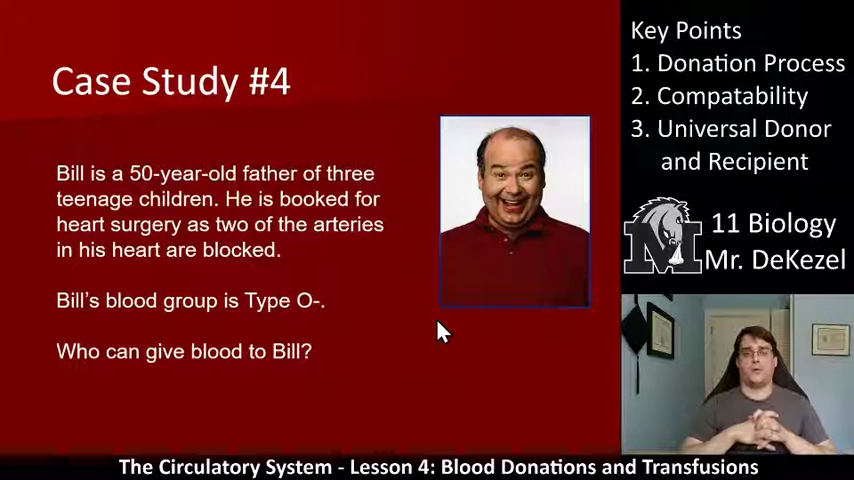 Case Study #4
Bill is a 50-year-old father of three
teenage children. He is booked for
heart surgery as two of the arteries
in his heart are blocked.
Bill's blood group is Type O-.
Who can give blood to Bill?
Key Points
1. Donation Process
2. Compatability
3. Universal Donor
and Recipient
M
11 Biology
Mr. DeKezel
The Circulatory System - Lesson 4: Blood Donations and Transfusions